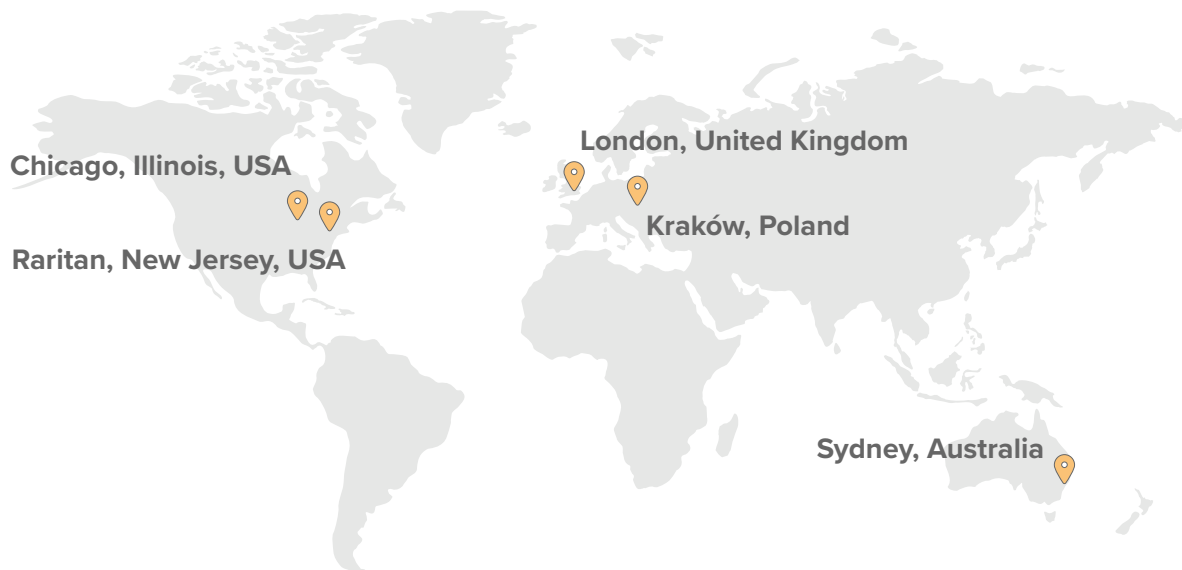 London, United Kingdom
Chicago, Illinois, USA
Kraków, Poland
Raritan, New Jersey, USA
Sydney, Australia